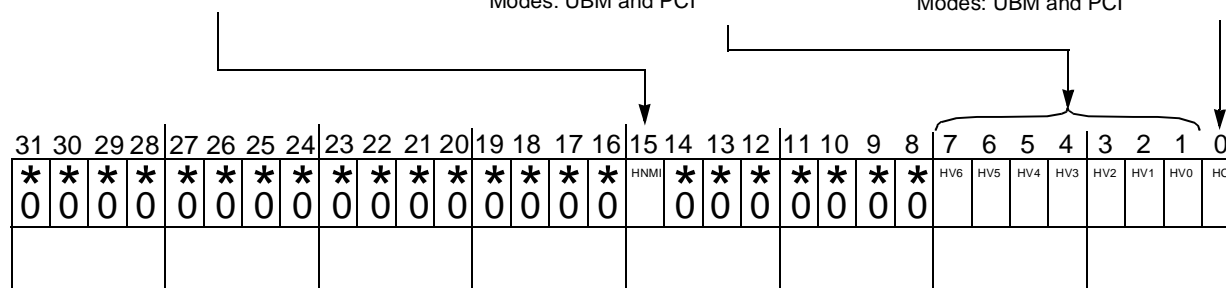 Modes: UBM and PCI Modes: UBM and PCI
31 30 29 28 27 26 25 24 23 22 21 20 19 18 17 16 15 14 13 12 11 10 9 8 7 6 5 4 3 2 1 0
* * * * * * * * * * * * * * * * HNMI * * * * * * * HV6 HV5 HV4 HV3 HV2 HV1 HV0
0 0 0 0 0 0 0 0 0 0 0 0 0 0 0 0 0 0 0 0 0 0 0